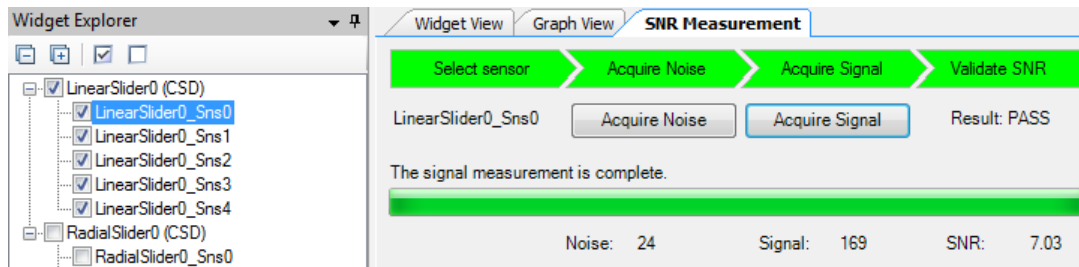 Widget Explorer
LinearSlider0 (CSD)
LinearSlider0_Sns0
LinearSlider0_Sns1
LinearSlider0_Sns2
LinearSlider0_Sns3
LinearSlider0_Sns4
RadialSlider0 (CSD)
RadialSlider0_Sns0
Widget View Graph View SNR Measurement
Select sensor Acquire Noise Acquire Signal Validate SNR
LinearSlider0_Sns0 Acquire Noise Acquire Signal Result: PASS
The signal measurement is complete.
Noise: 24 Signal: 169 SNR: 7.03